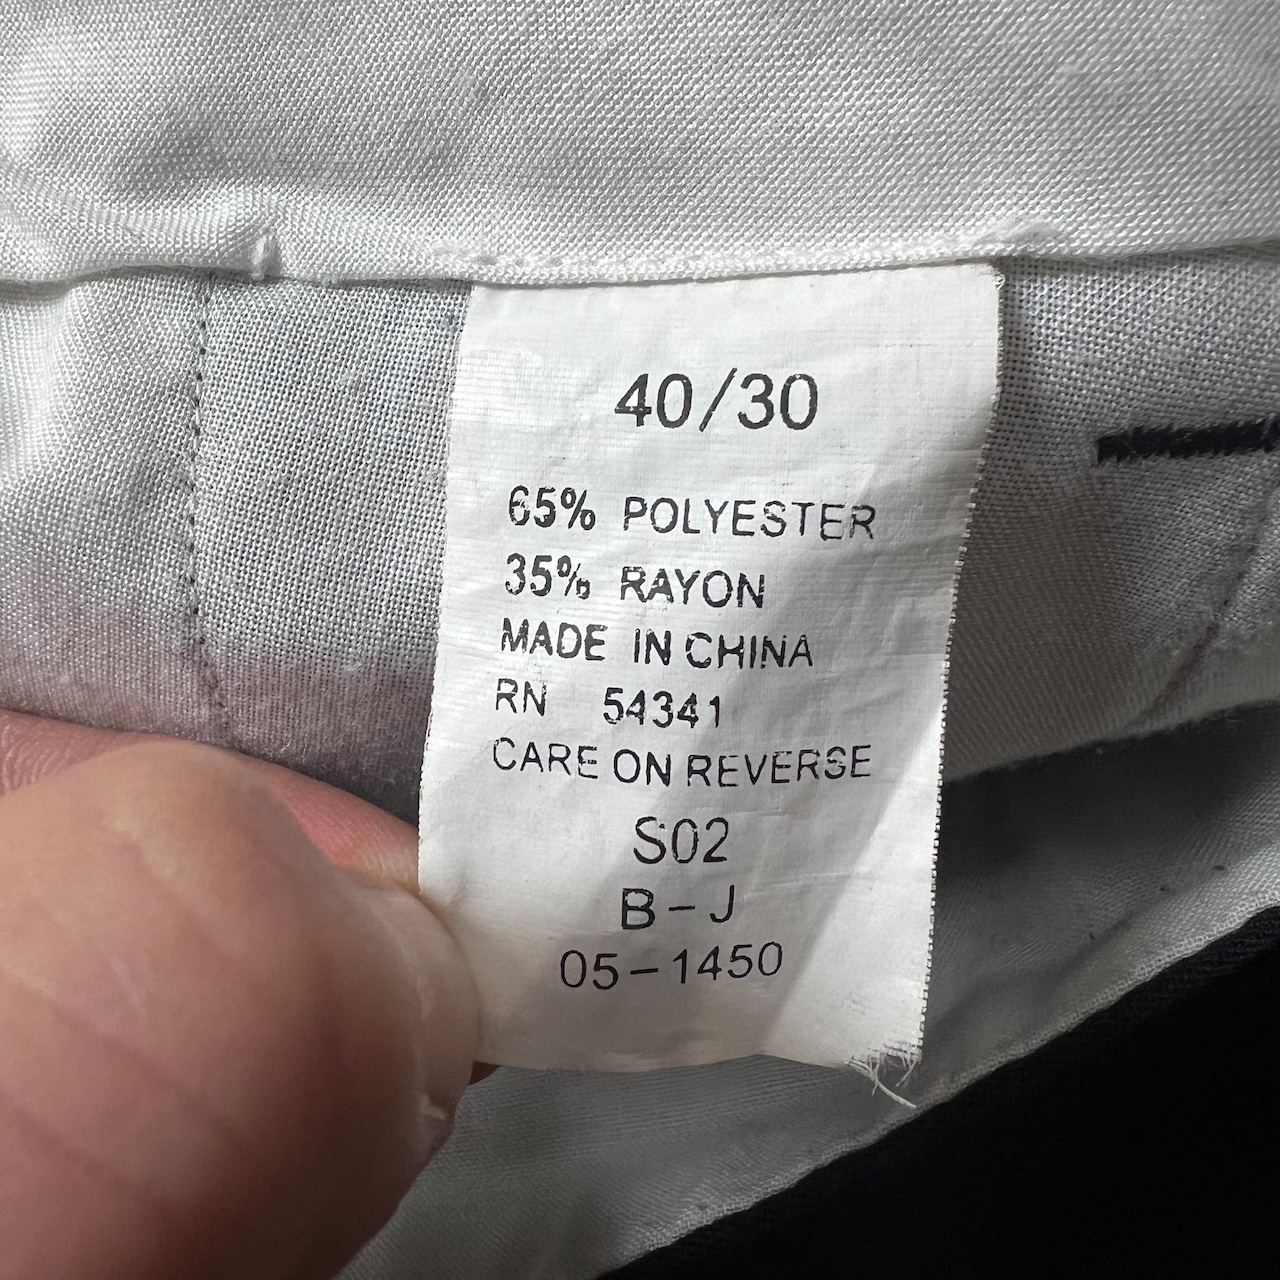 40/30
65% POLYESTER
35% RAYON
MADE IN CHINA
RN 54341
CARE ON REVERSE
S02
B-J
05-1450